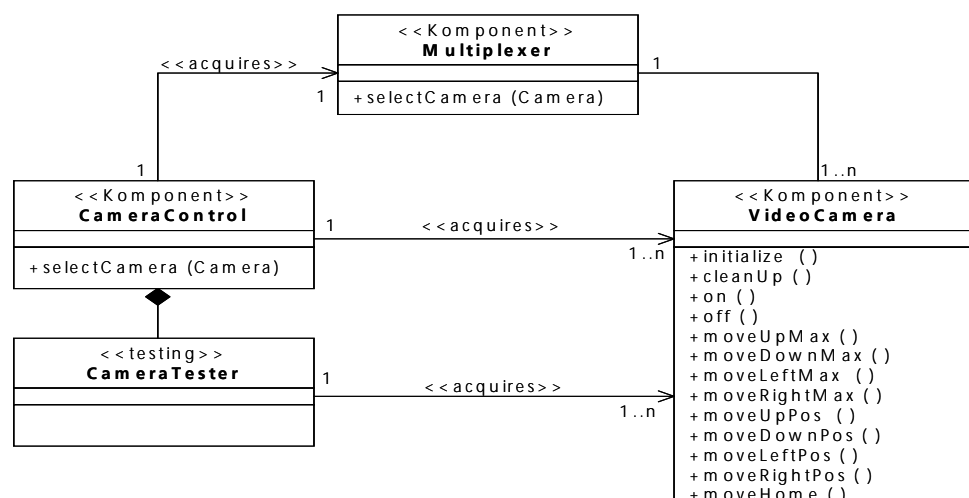 <<Komponent>>
Multiplexer
+selectCamera (Camera)
<<acquires>>
1
1
1
1..n
<<Komponent>>
CameraControl
+selectCamera (Camera)
1
<<acquires>>
1..n
<<Komponent>>
VideoCamera
+initialize ()
+cleanUp ()
+on ()
+off ()
+moveUpMax ()
+moveDownMax ()
+moveLeftMax ()
+moveRightMax ()
+moveUpPos ()
+moveDownPos()
+moveLeftPos ()
+moveRightPos ()
+moveHome ()
<<testing>>
CameraTester
1
<<acquires>>
1..n